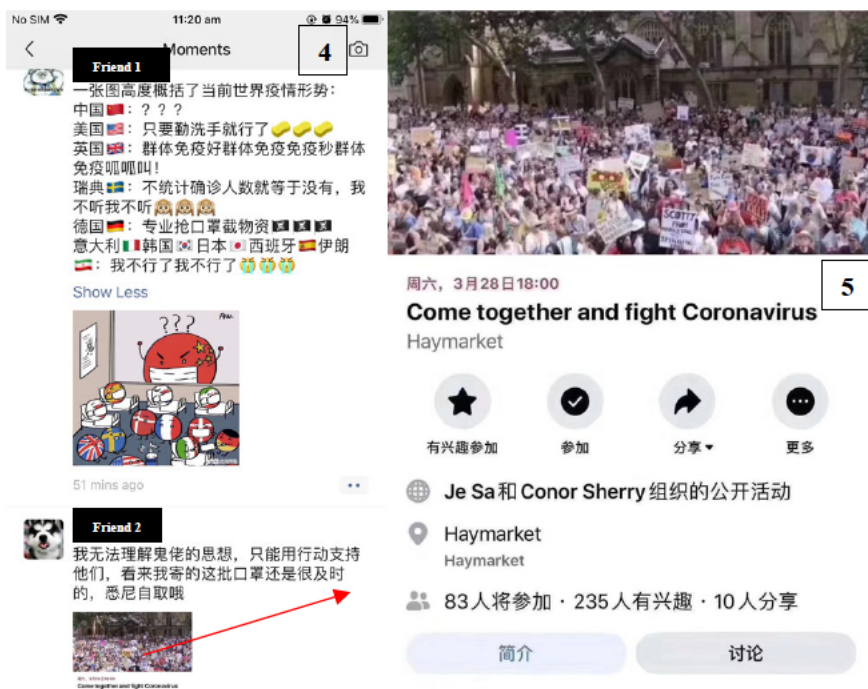 No SIM 11:20 am 94%
Moments
4
Friend 1
一张图高度概括了当前世界疫情形势：
中国🇨🇳：？？？
美国🇺🇸：只要勤洗手就行了🧽🧽🧽
英国🇬🇧：群体免疫好群体免疫免疫秒群体
免疫呱呱叫！
瑞典🇸🇪：不统计确诊人数就等于没有，我
不听我不听🙉🙉🙉
德国🇩🇪：专业抢口罩截物资🏴‍☠️🏴‍☠️🏴‍☠️
意大利🇮🇹韩国🇰🇷日本🇯🇵西班牙🇪🇸伊朗
🇮🇷：我不行了我不行了😭😭😭
Show Less
???
51 mins ago
Friend 2
我无法理解鬼佬的思想，只能用行动支持
他们，看来我寄的这批口罩还是很及时
的，悉尼自取哦
Come together and fight Coronavirus
5
周六，3月28日18:00
Come together and fight Coronavirus
Haymarket
有兴趣参加
参加
分享
更多
Je Sa和 Conor Sherry 组织的公开活动
Haymarket
Haymarket
83人将参加 · 235人有兴趣 · 10人分享
简介
讨论